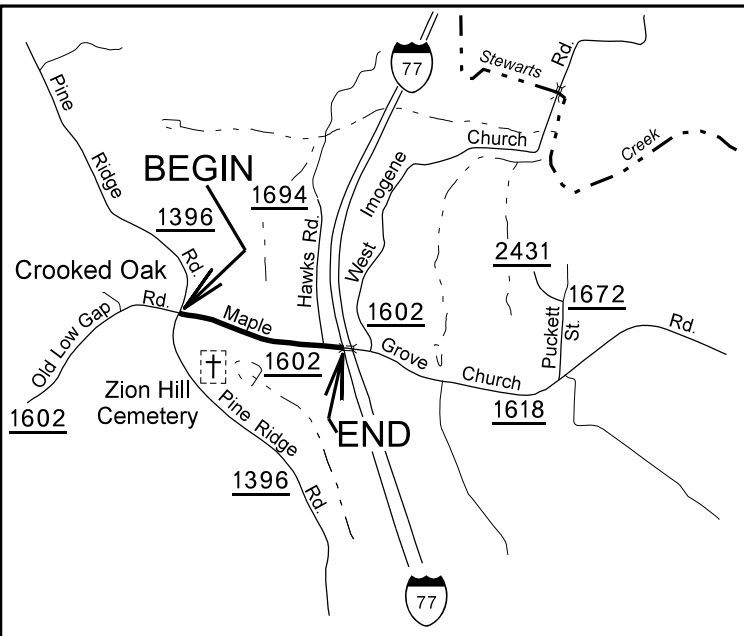 77
Stewarts
Rd.
Pine
Ridge
Rd.
Church
Creek
BEGIN
1694
Imogene
1396
West
2431
Crooked Oak
Hawks Rd.
1672
Old Low Gap
Rd.
Maple
1602
Puckett
St.
Rd.
1602
Grove
Church
Zion Hill
Cemetery
1618
1602
Pine Ridge
Rd.
END
1396
77